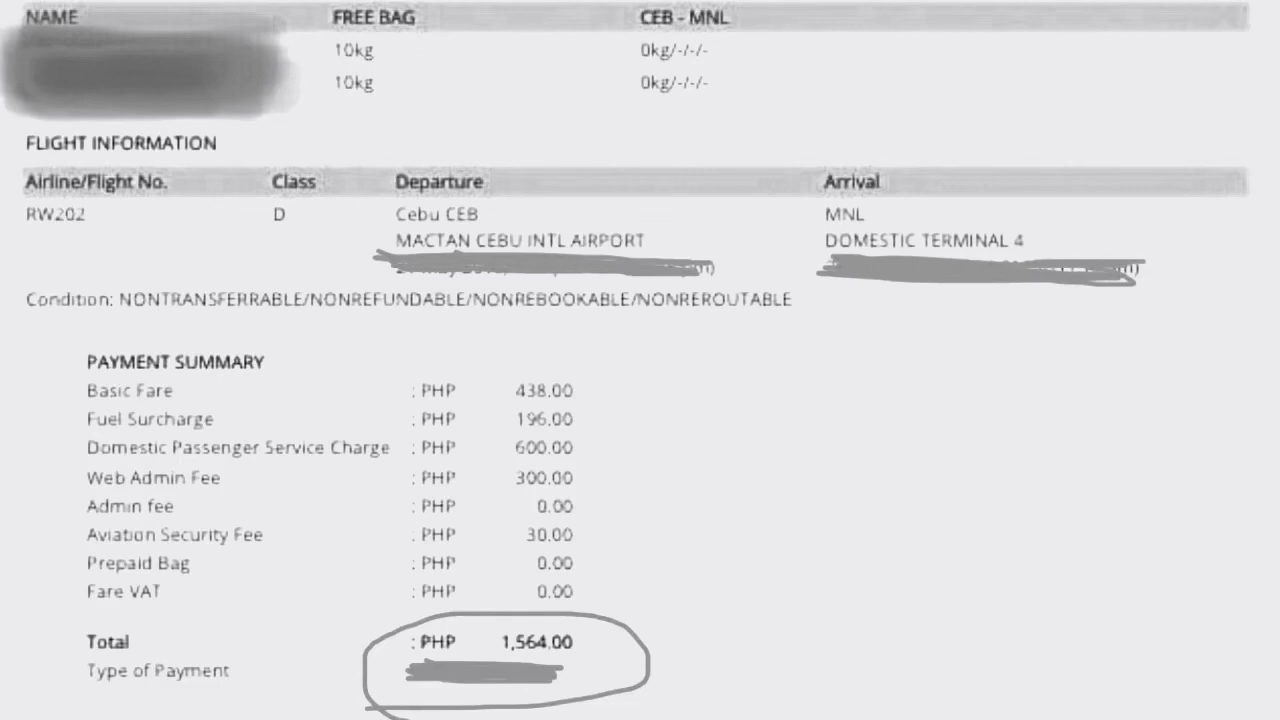 NAME FREE BAG CEB - MNL
10kg 0kg/-/-/-
10kg 0kg/-/-/-
FLIGHT INFORMATION
Airline/Flight No. Class Departure Arrival
RW202 D Cebu CEB MNL
MACTAN CEBU INTL AIRPORT DOMESTIC TERMINAL 4
Condition: NONTRANSFERRABLE/NONREFUNDABLE/NONREBOOKABLE/NONREROUTABLE
PAYMENT SUMMARY
Basic Fare : PHP 438.00
Fuel Surcharge : PHP 196.00
Domestic Passenger Service Charge : PHP 600.00
Web Admin Fee : PHP 300.00
Admin fee : PHP 0.00
Aviation Security Fee : PHP 30.00
Prepaid Bag : PHP 0.00
Fare VAT : PHP 0.00
Total : PHP 1,564.00
Type of Payment